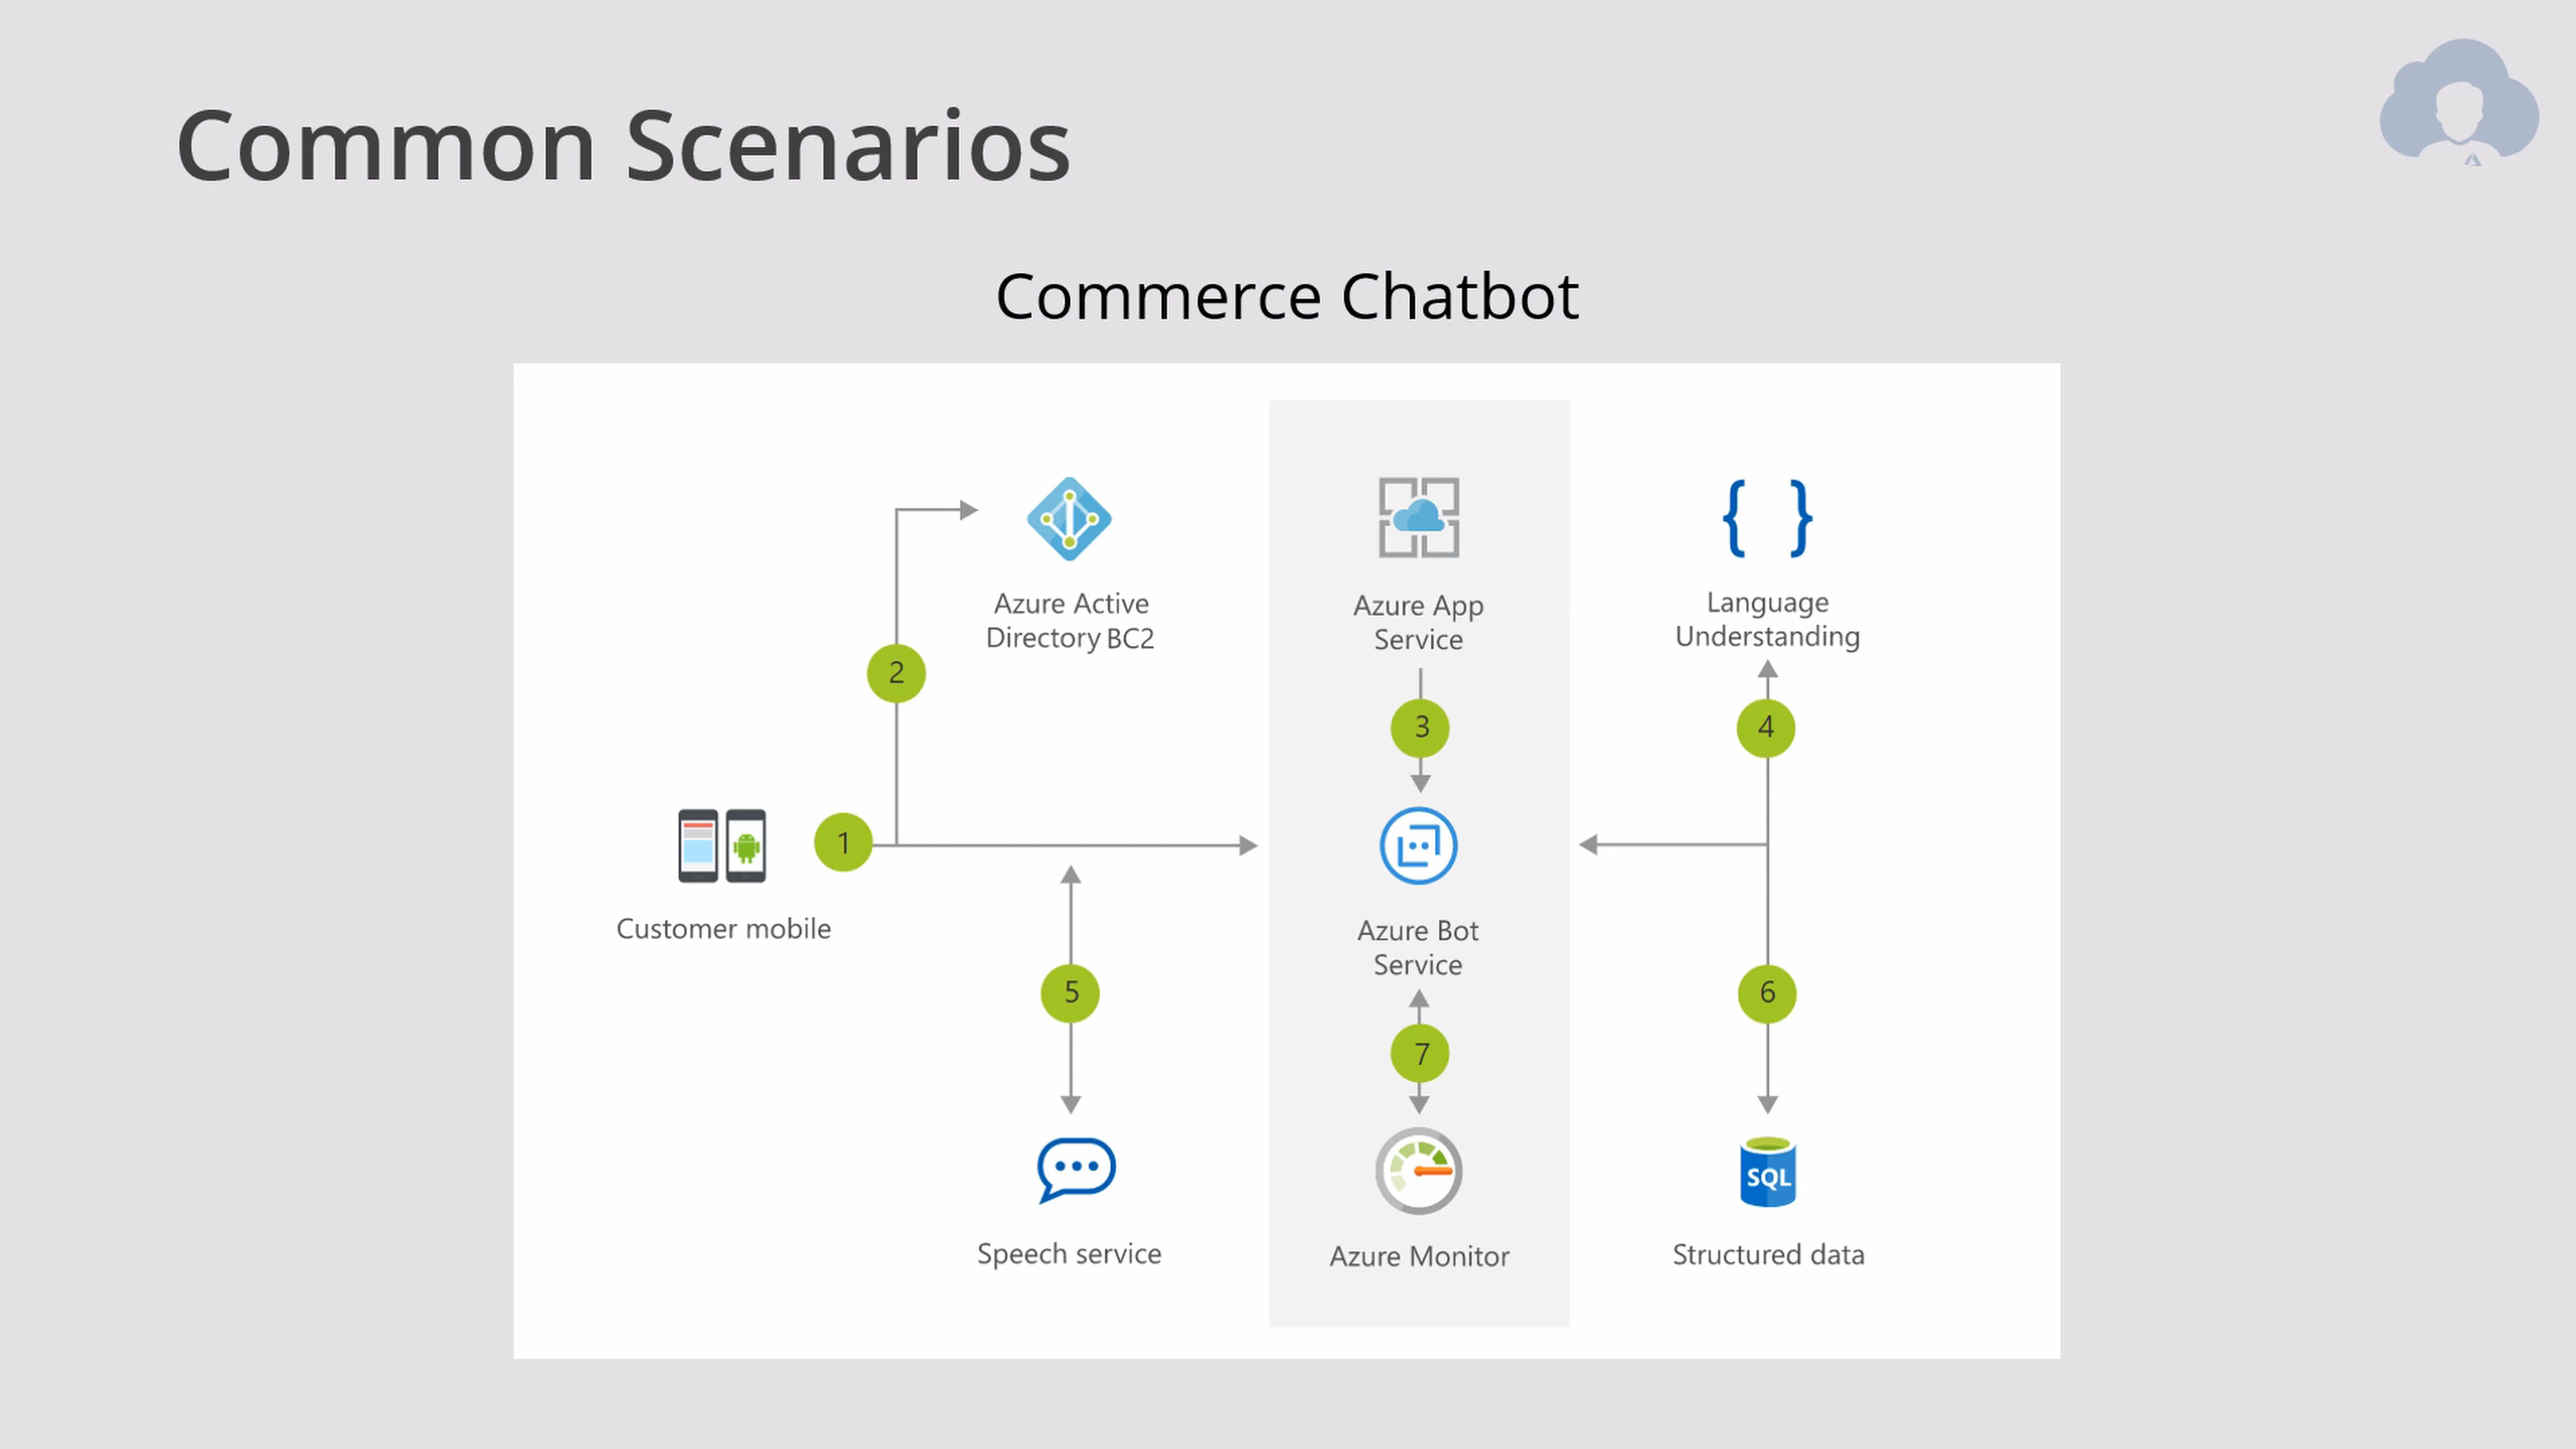 Common Scenarios
Commerce Chatbot
Azure Active
Directory BC2
Azure App
Service
Language
Understanding
2
3
4
1
Customer mobile
Azure Bot
Service
5
6
7
SQL
Speech service
Azure Monitor
Structured data